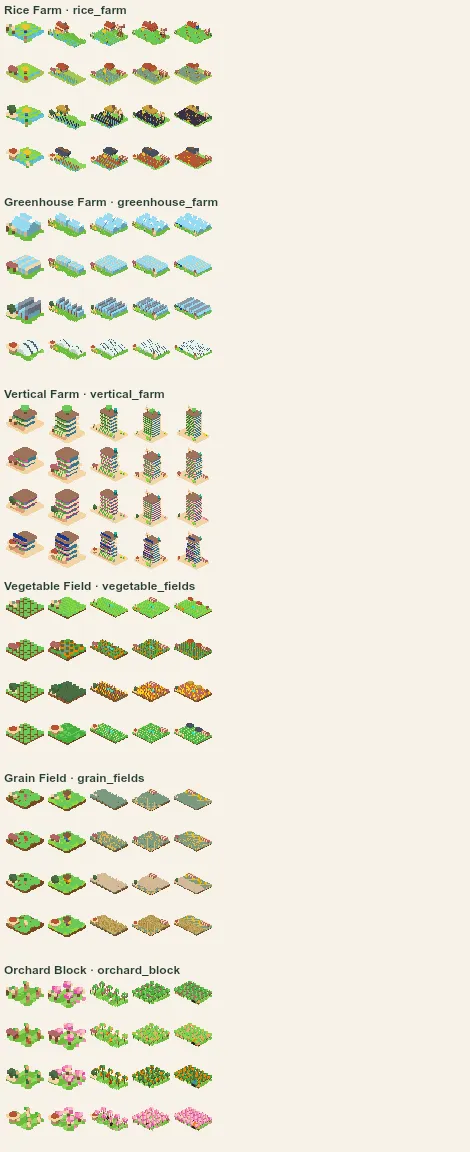 Rice Farm · rice_farm
Greenhouse Farm · greenhouse_farm
Vertical Farm · vertical_farm
Vegetable Field · vegetable_fields
Grain Field · grain_fields
Orchard Block · orchard_block